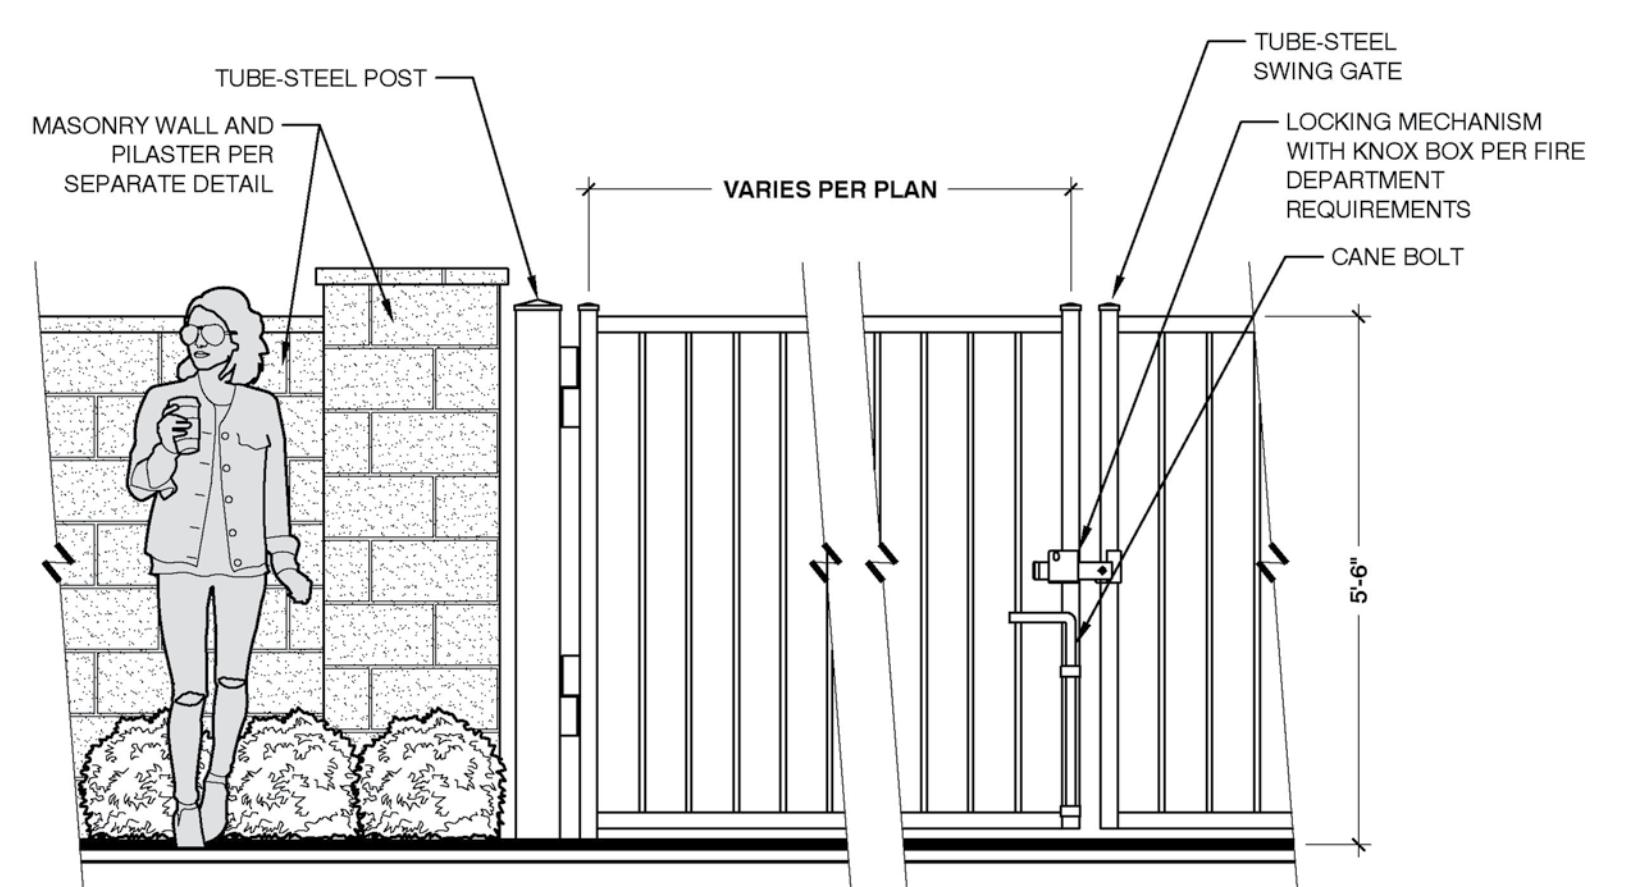 TUBE-STEEL POST
MASONRY WALL AND
PILASTER PER
SEPARATE DETAIL
VARIES PER PLAN
TUBE-STEEL
SWING GATE
LOCKING MECHANISM
WITH KNOX BOX PER FIRE
DEPARTMENT
REQUIREMENTS
CANE BOLT
5'-6"